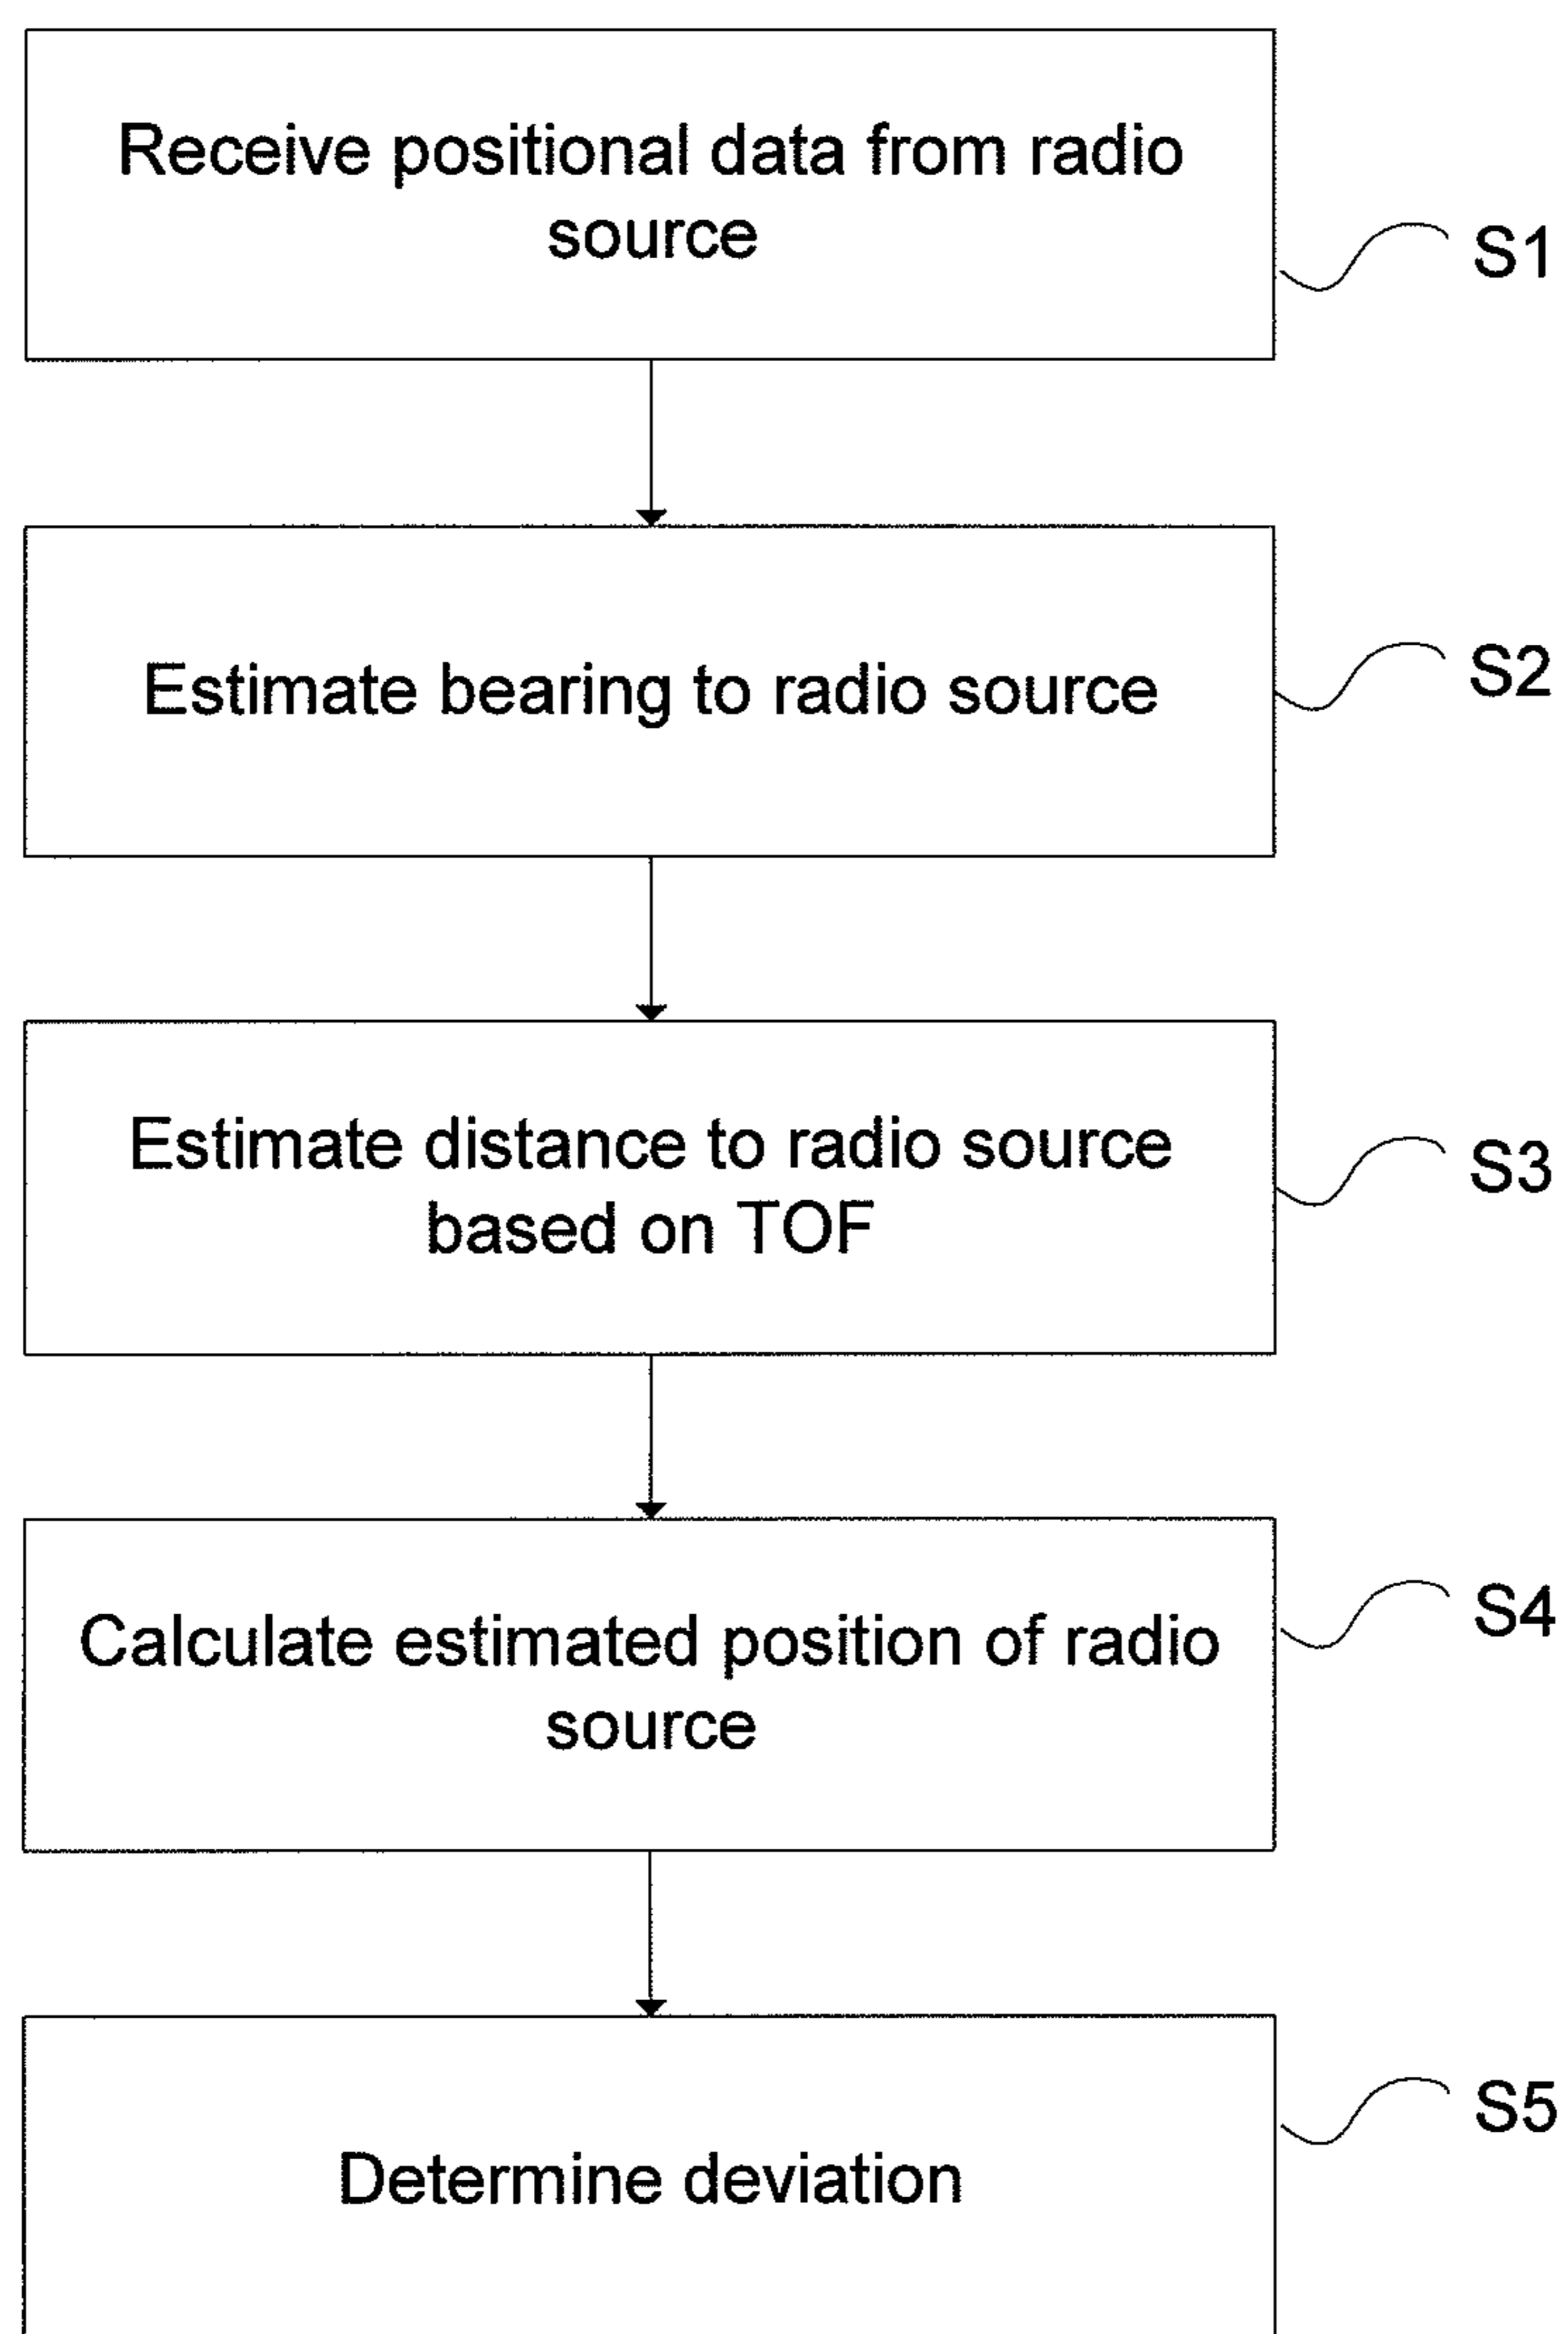 Receive positional data from radio
source
S1
Estimate bearing to radio source
S2
Estimate distance to radio source
based on TOF
S3
Calculate estimated position of radio
source
S4
Determine deviation
S5